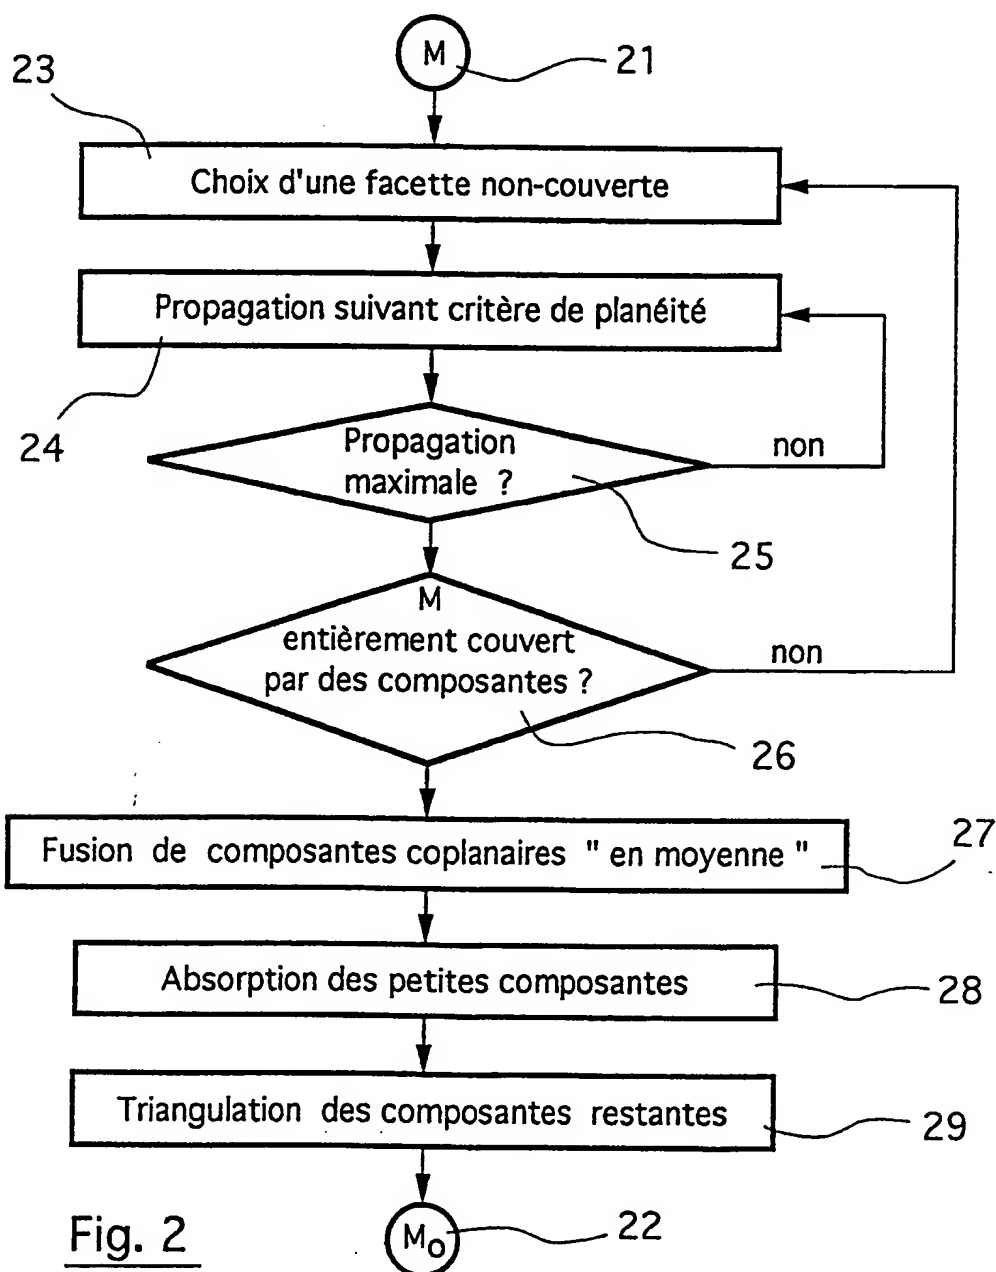 M
21
23
Choix d'une facette non-couverte
Propagation suivant critère de planéité
24
Propagation
maximale ?
non
25
M
entièrement couvert
par des composantes ?
non
26
Fusion de composantes coplanaires " en moyenne "
27
Absorption des petites composantes
28
Triangulation des composantes restantes
29
Mo
22
Fig. 2